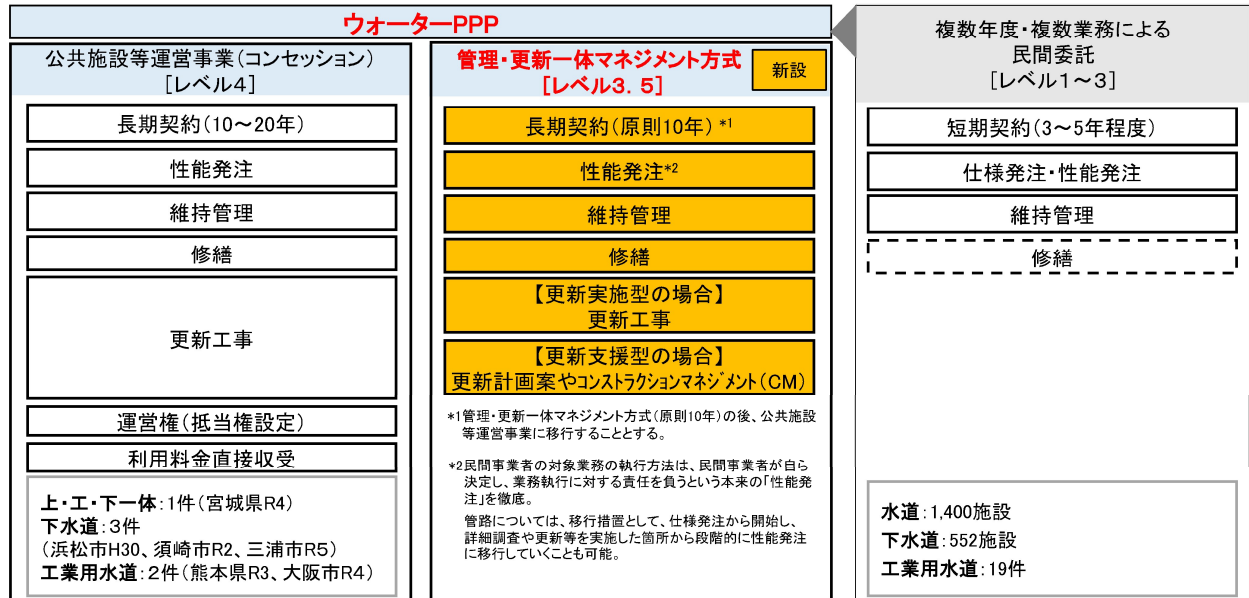 ウォーターPPP
公共施設等運営事業(コンセッション)
[レベル4]
長期契約(10～20年)
性能発注
維持管理
修繕
更新工事
運営権(抵当権設定)
利用料金直接収受
上・工・下一体:1件(宮城県R4)
下水道:3件
(浜松市H30、須崎市R2、三浦市R5)
工業用水道:2件(熊本県R3、大阪市R4)
管理・更新一体マネジメント方式
[レベル3.5]
新設
長期契約(原則10年)*1
性能発注*2
維持管理
修繕
【更新実施型の場合】
更新工事
【更新支援型の場合】
更新計画案やコンストラクションマネジメント(CM)
*1管理・更新一体マネジメント方式(原則10年)の後、公共施設
等運営事業に移行することとする。
*2民間事業者の対象業務の執行方法は、民間事業者が自ら
決定し、業務執行に対する責任を負うという本来の「性能発
注」を徹底。
管路については、移行措置として、仕様発注から開始し、
詳細調査や更新等を実施した箇所から段階的に性能発注
に移行していくことも可能。
複数年度・複数業務による
民間委託
[レベル1～3]
短期契約(3～5年程度)
仕様発注・性能発注
維持管理
修繕
水道:1,400施設
下水道:552施設
工業用水道:19件